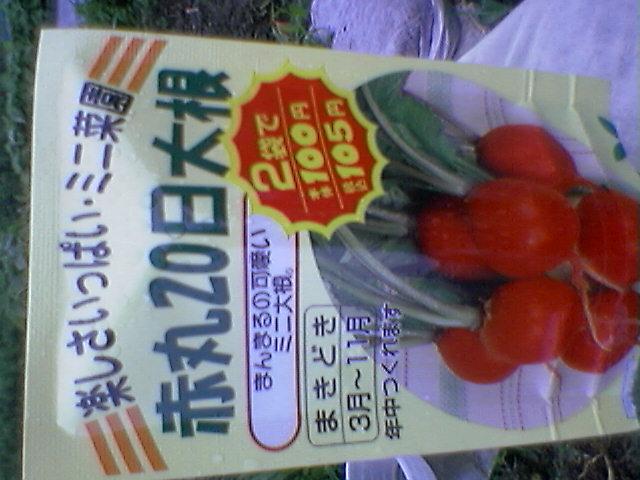 楽しさいっぱい・ミニ菜園
赤丸20日大根
2袋で
本体100円
税込105円
まんまるの可愛い
ミニ大根。
まきどき
3月～11月
年中つくれます